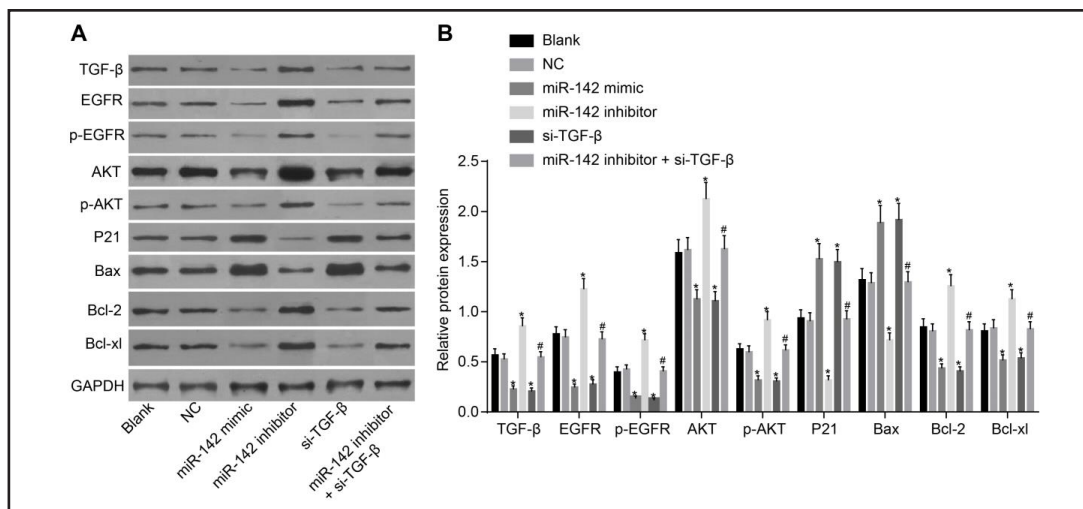 A
TGF-β
EGFR
p-EGFR
AKT
p-AKT
P21
Bax
Bcl-2
Bcl-xl
GAPDH
Blank
NC
miR-142 mimic
miR-142 inhibitor
si-TGF-β
miR-142 inhibitor
+ si-TGF-β
B
Blank
NC
miR-142 mimic
miR-142 inhibitor
si-TGF-β
miR-142 inhibitor + si-TGF-β
Relative protein expression
2.5
2.0
1.5
1.0
0.5
0.0
* * * #
* #
* * * #
* * * #
* * * #
* * * #
* * * #
* * * #
* * * #
TGF-β EGFR p-EGFR AKT p-AKT P21 Bax Bcl-2 Bcl-xl